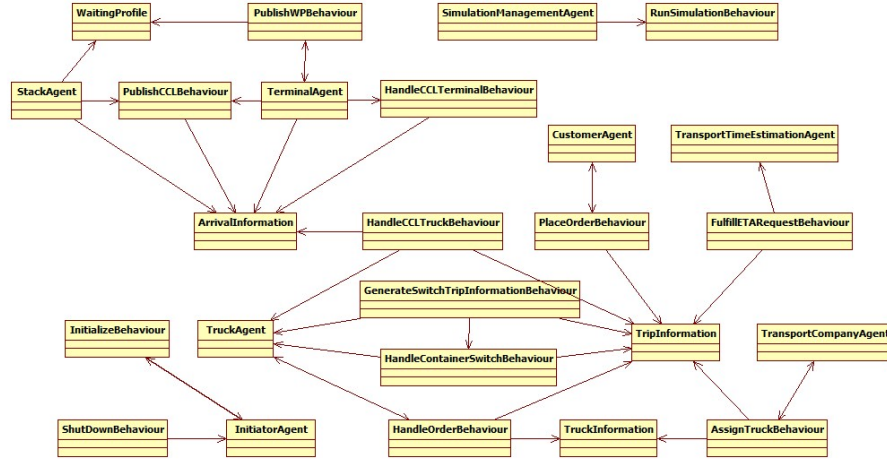 WaitingProfile
PublishWPBehaviour
SimulationManagementAgent
RunSimulationBehaviour
StackAgent
PublishCCLBehaviour
TerminalAgent
HandleCCLTerminalBehaviour
CustomerAgent
TransportTimeEstimationAgent
ArrivalInformation
HandleCCLTruckBehaviour
PlaceOrderBehaviour
FulfillETARequestBehaviour
GenerateSwitchTripInformationBehaviour
InitializeBehaviour
TruckAgent
TripInformation
TransportCompanyAgent
HandleContainerSwitchBehaviour
ShutDownBehaviour
InitiatorAgent
HandleOrderBehaviour
TruckInformation
AssignTruckBehaviour